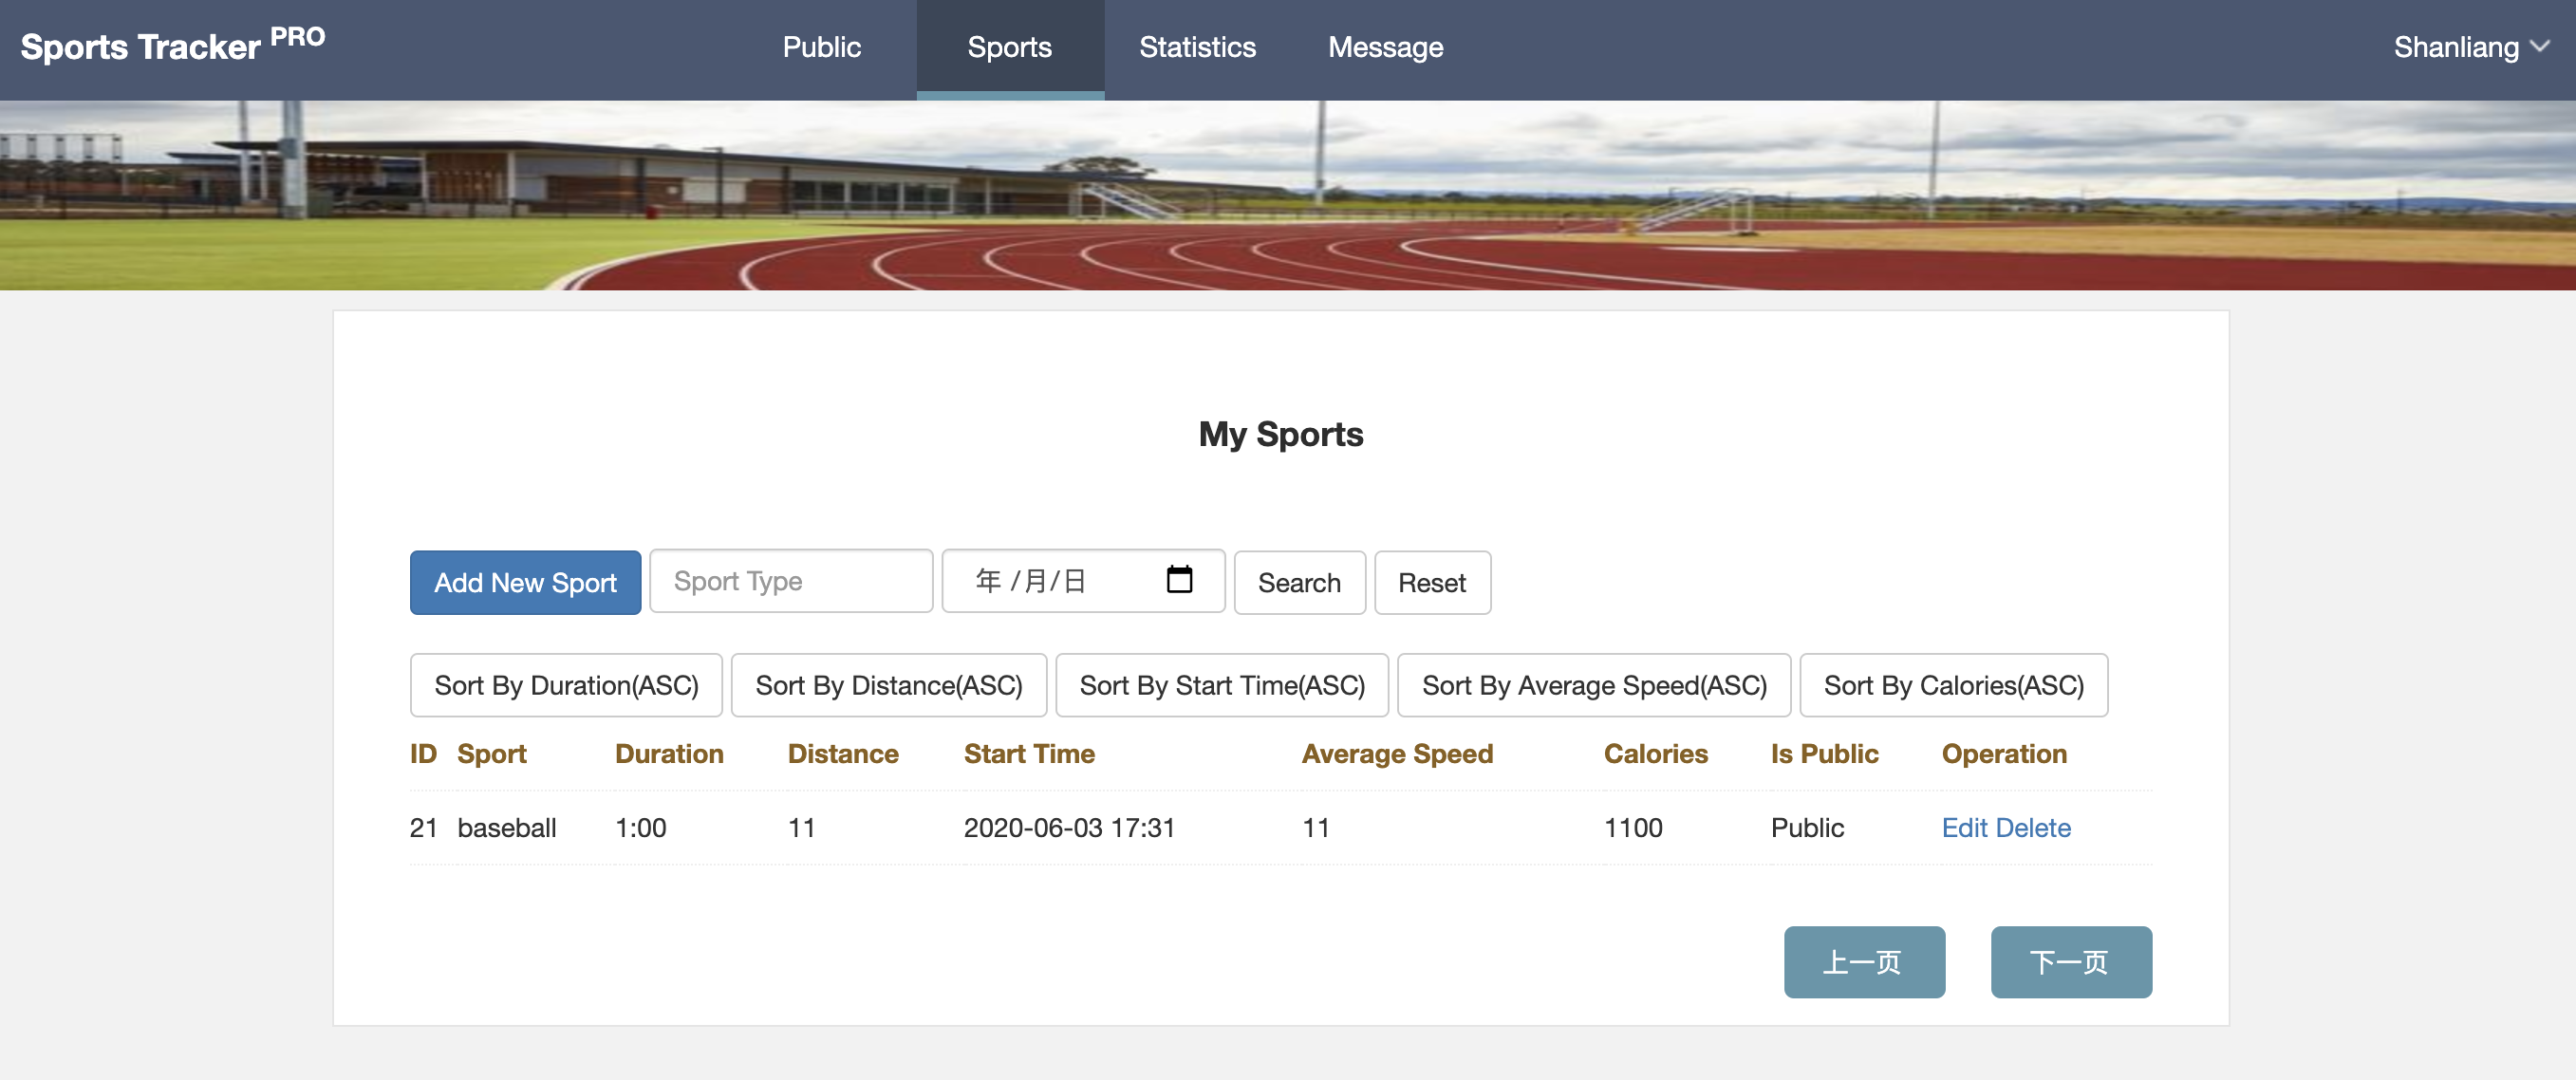 Sports Tracker PRO Public Sports Statistics Message Shanliang
My Sports
Add New Sport Sport Type 年 /月/日 Search Reset
Sort By Duration(ASC) Sort By Distance(ASC) Sort By Start Time(ASC) Sort By Average Speed(ASC) Sort By Calories(ASC)
ID Sport Duration Distance Start Time Average Speed Calories Is Public Operation
21 baseball 1:00 11 2020-06-03 17:31 11 1100 Public Edit Delete
上一页 下一页